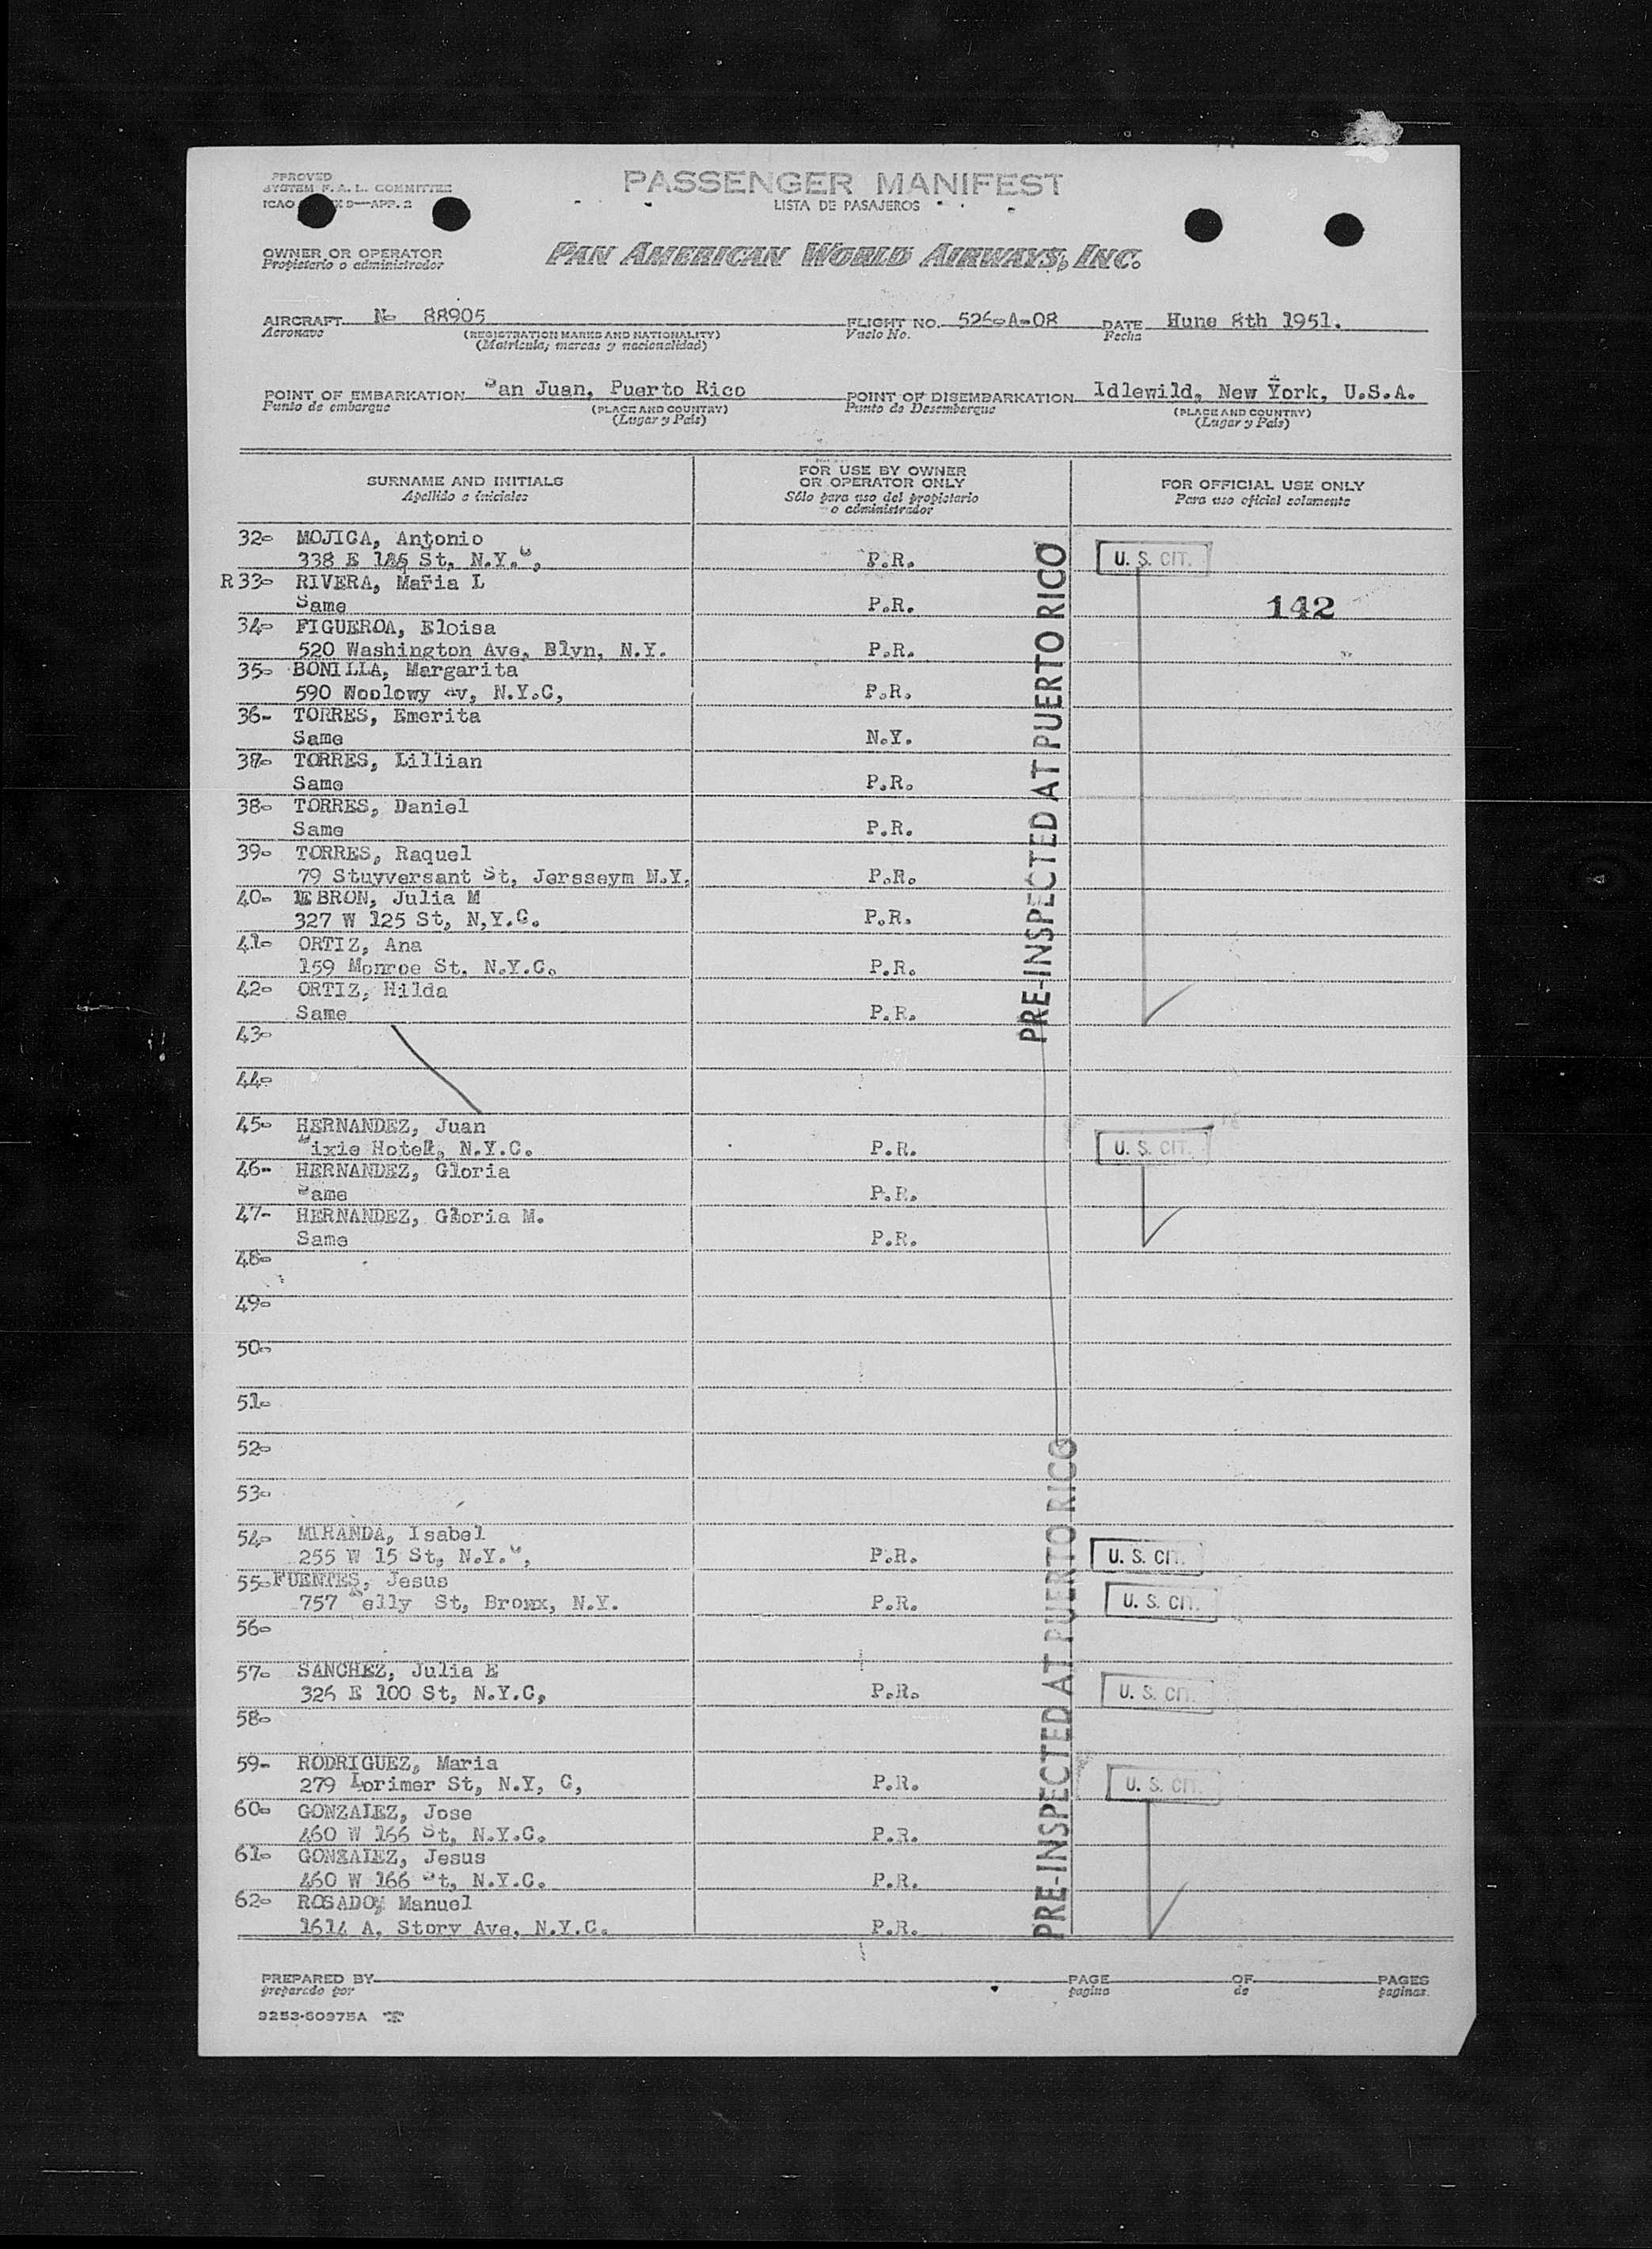 PPROVED
SYSTEM F. A. L. COMMITTEE
ICAO X 9—APP. 2
PASSENGER MANIFEST
LISTA DE PASAJEROS
OWNER OR OPERATOR
Propietario o administrador
PAN AMERICAN WORLD AIRWAYS, INC.
AIRCRAFT N- 88905 FLIGHT NO. 526-A-08 DATE Hune 8th 1951.
Aeronave (REGISTRATION MARKS AND NATIONALITY) Vuelo No. Fecha
(Matricula; marcas y nacionalidad)
POINT OF EMBARKATION San Juan, Puerto Rico POINT OF DISEMBARKATION Idlewild, New York, U.S.A.
Punto de embarque (PLACE AND COUNTRY) Punto de Desembarque (PLACE AND COUNTRY)
(Lugar y Pais) (Lugar y Pais)
SURNAME AND INITIALS
Apellido e iniciales
FOR USE BY OWNER
OR OPERATOR ONLY
Sólo para uso del propietario
o administrador
FOR OFFICIAL USE ONLY
Para uso oficial solamente
32- MOJICA, Antonio
338 E St, N.Y.C, P.R. U. S. CIT.
R 33- RIVERA, Maria L
Same P.R. 142
34- FIGUEROA, Eloisa
520 Washington Ave, Blyn, N.Y. P.R.
35- BONILLA, Margarita
590 Woolowy Av, N.Y.C, P.R.
36- TORRES, Emerita
Same N.Y.
37- TORRES, Lillian
Same P.R.
38- TORRES, Daniel
Same P.R.
39- TORRES, Raquel
79 Stuyversant St, Jersseym N.Y. P.R.
40- LEBRON, Julia M
327 W 125 St, N,Y.C. P.R.
41- ORTIZ, Ana
159 Monroe St. N.Y.C. P.R.
42- ORTIZ, Hilda
Same P.R.
PRE-INSPECTED AT PUERTO RICO
43-
44-
45- HERNANDEZ, Juan
ixie Hotel, N.Y.C. P.R. U. S. CIT.
46- HERNANDEZ, Gloria
Same P.R.
47- HERNANDEZ, Gloria M.
Same P.R.
48-
49-
50-
51-
52-
53-
54- MIRANDA, Isabel
255 W 15 St, N.Y.C, P.R. U. S. CIT.
55- FUENTES, Jesus
757 Kelly St, Bronx, N.Y. P.R. U. S. CIT.
56-
57- SANCHEZ, Julia E
326 E 100 St, N.Y.C, P.R. U. S. CIT.
58-
59- RODRIGUEZ, Maria
279 Lorimer St, N.Y, C, P.R. U. S. CIT.
60- GONZALEZ, Jose
460 W 166 St, N.Y.C. P.R.
61- GONZALEZ, Jesus
460 W 166 St, N.Y.C. P.R.
62- ROSADO, Manuel
1614 A. Story Ave, N.Y.C. P.R.
PRE-INSPECTED AT PUERTO RICO
PREPARED BY PAGE OF PAGES
preparado por pagina de paginas.
9253-60975A